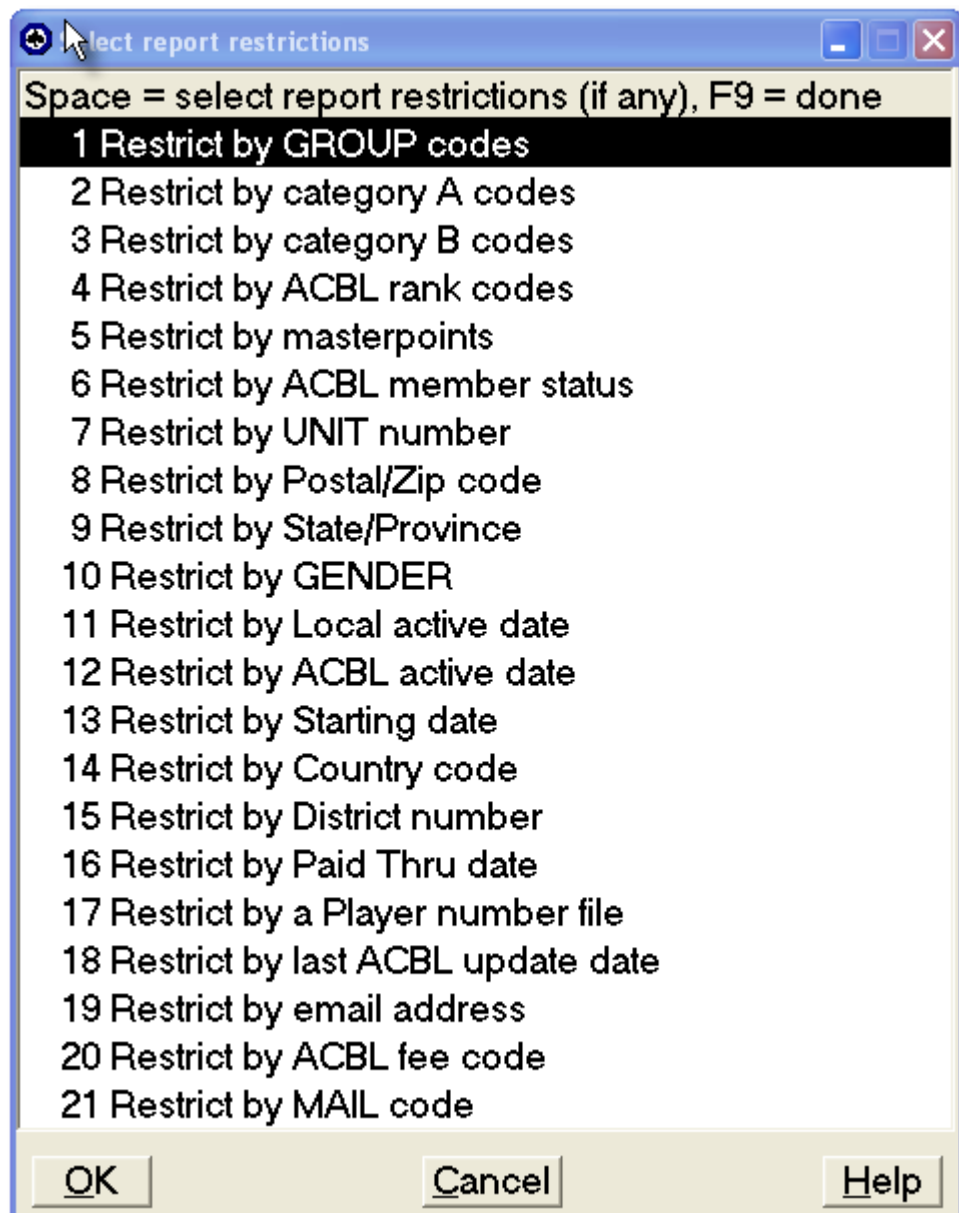 lect report restrictions
Space = select report restrictions (if any), F9 = done
1 Restrict by GROUP codes
2 Restrict by category A codes
3 Restrict by category B codes
4 Restrict by ACBL rank codes
5 Restrict by masterpoints
6 Restrict by ACBL member status
7 Restrict by UNIT number
8 Restrict by Postal/Zip code
9 Restrict by State/Province
10 Restrict by GENDER
11 Restrict by Local active date
12 Restrict by ACBL active date
13 Restrict by Starting date
14 Restrict by Country code
15 Restrict by District number
16 Restrict by Paid Thru date
17 Restrict by a Player number file
18 Restrict by last ACBL update date
19 Restrict by email address
20 Restrict by ACBL fee code
21 Restrict by MAIL code
OK Cancel Help